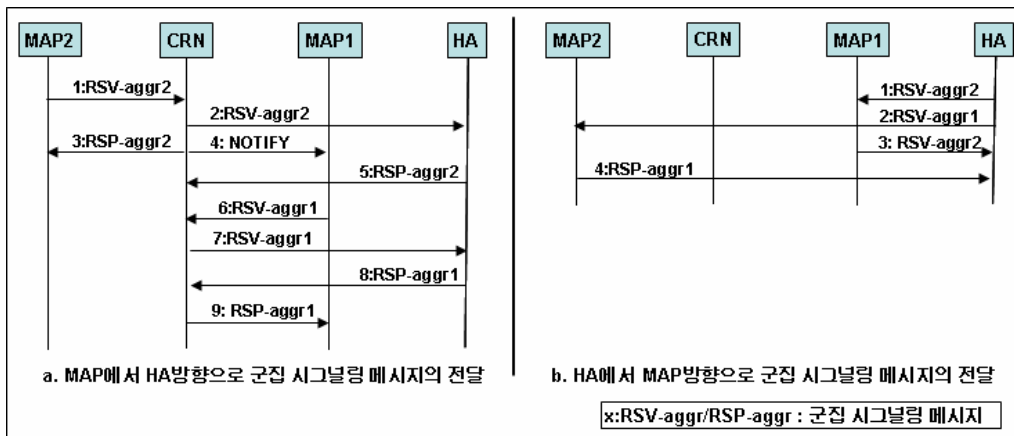 MAP2 CRN MAP1 HA
1:RSV-aggr2
2:RSV-aggr2
3:RSP-aggr2 4: NOTIFY
5:RSP-aggr2
6:RSV-aggr1
7:RSV-aggr1
8:RSP-aggr1
9: RSP-aggr1
a. MAP에서 HA방향으로 군집 시그널링 메시지의 전달
MAP2 CRN MAP1 HA
1:RSV-aggr2
2:RSV-aggr1
3: RSV-aggr2
4:RSP-aggr1
b. HA에서 MAP방향으로 군집 시그널링 메시지의 전달
x:RSV-aggr/RSP-aggr : 군집 시그널링 메시지